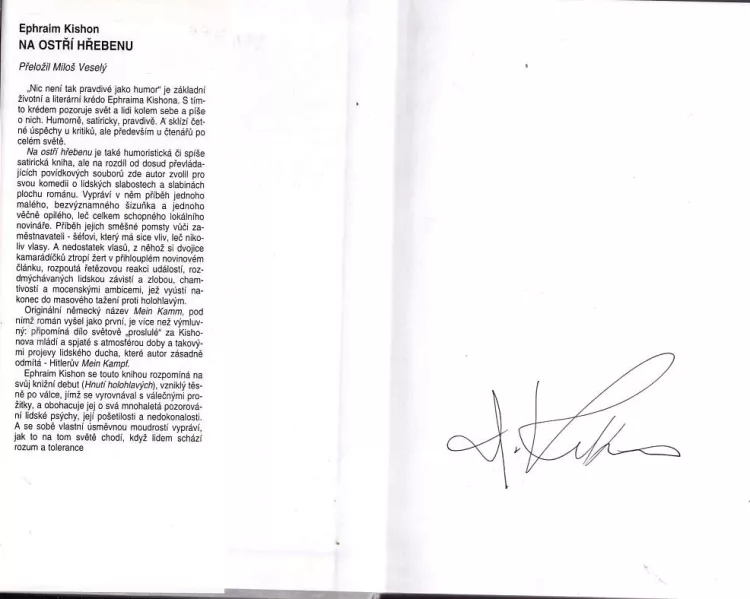 Ephraim Kishon
NA OSTŘÍ HŘEBENU
Přeložil Miloš Veselý
„Nic není tak pravdivé jako humor" je základní
životní a literární krédo Ephraima Kishona. S tím-
to krédem pozoruje svět a lidi kolem sebe a píše
o nich. Humorně, satiricky, pravdivě. A sklízí čet-
né úspěchy u kritiků, ale především u čtenářů po
celém světě.
Na ostří hřebenu je také humoristická či spíše
satirická kniha, ale na rozdíl od dosud převláda-
jících povídkových souborů zde autor zvolil pro
svou komedii o lidských slabostech a slabinách
plochu románu. Vypráví v něm příběh jednoho
malého, bezvýznamného šizuňka a jednoho
věčně opilého, leč celkem schopného lokálního
novináře. Příběh jejich směšné pomsty vůči za-
městnavateli - šéfovi, který má sice vliv, leč niko-
liv vlasy. A nedostatek vlasů, z něhož si dvojice
kamarádíčků ztropí žert v přihlouplém novinovém
článku, rozpoutá řetězovou reakci událostí, roz-
dmýchávaných lidskou závistí a zlobou, cham-
tivostí a mocenskými ambicemi, jež vyústí na-
konec do masového tažení proti holohlavým.
Originální německý název Mein Kamm, pod
nímž román vyšel jako první, je více než výmluv-
ný: připomíná dílo světově „proslulé" za Kisho-
nova mládí a spjaté s atmosférou doby a takový-
mi projevy lidského ducha, které autor zásadně
odmítá - Hitlerův Mein Kampf.
Ephraim Kishon se touto knihou rozpomíná na
svůj knižní debut (Hnutí holohlavých), vzniklý těs-
ně po válce, jímž se vyrovnával s válečnými pro-
žitky, a obohacuje jej o svá mnohaletá pozorová-
ní lidské psýchy, její pošetilosti a nedokonalosti.
A se sobě vlastní úsměvnou moudrostí vypráví,
jak to na tom světě chodí, když lidem schází
rozum a tolerance